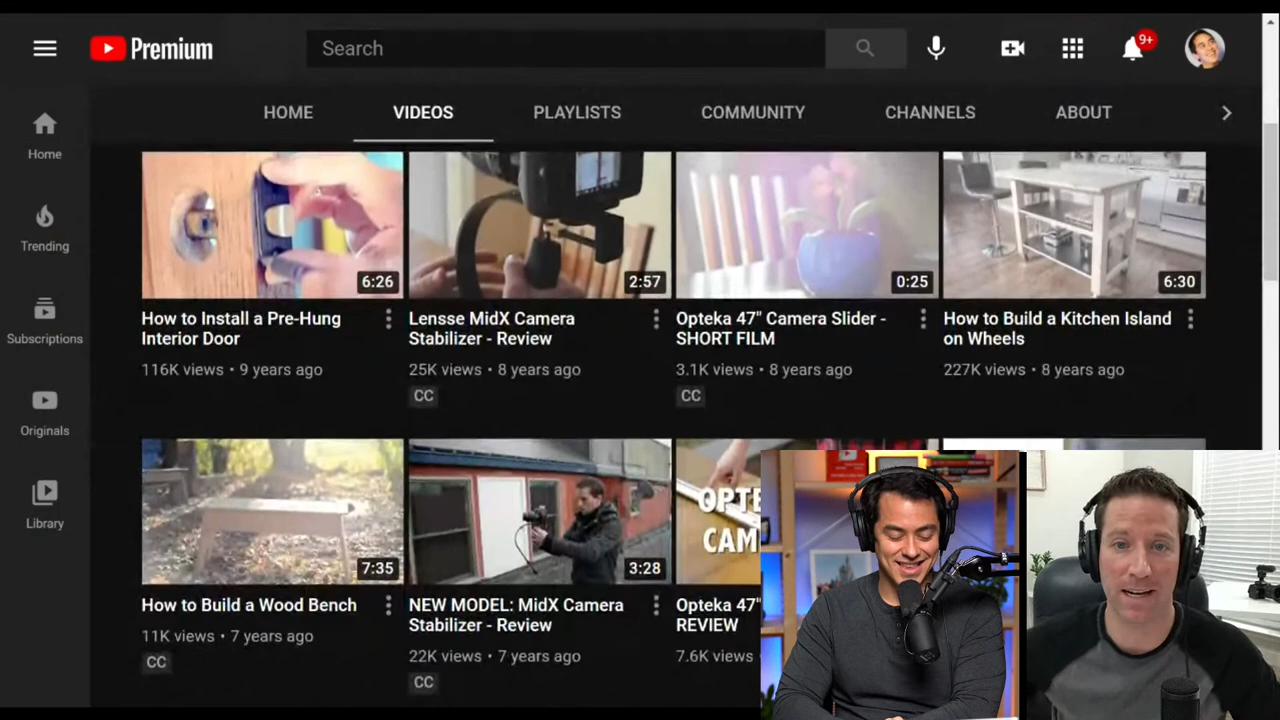 Premium
Search
9+
HOME
VIDEOS
PLAYLISTS
COMMUNITY
CHANNELS
ABOUT
Home
Trending
Subscriptions
Originals
Library
6:26
2:57
0:25
6:30
How to Install a Pre-Hung
Interior Door
116K views • 9 years ago
Lensse MidX Camera
Stabilizer - Review
25K views • 8 years ago
CC
Opteka 47" Camera Slider -
SHORT FILM
3.1K views • 8 years ago
CC
How to Build a Kitchen Island
on Wheels
227K views • 8 years ago
7:35
3:28
OPTE
CAM
How to Build a Wood Bench
11K views • 7 years ago
CC
NEW MODEL: MidX Camera
Stabilizer - Review
22K views • 7 years ago
CC
Opteka 47"
REVIEW
7.6K views